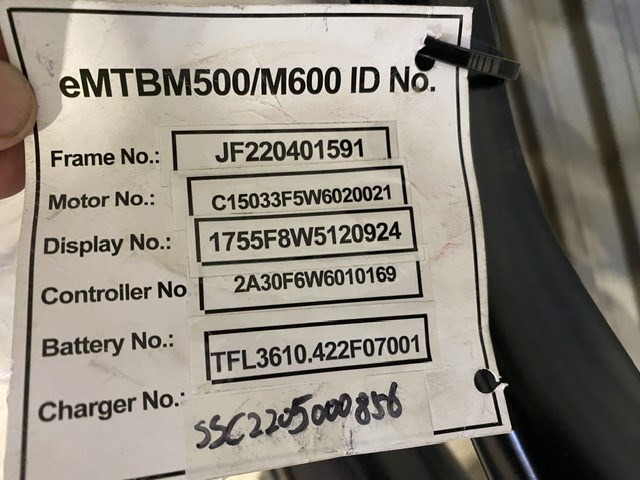 eMTBM500/M600 ID No.
Frame No.: JF220401591
Motor No.: C15033F5W6020021
Display No.: 1755F8W5120924
Controller No 2A30F6W6010169
Battery No.: TFL3610.422F07001
Charger No.: SSC2205000856